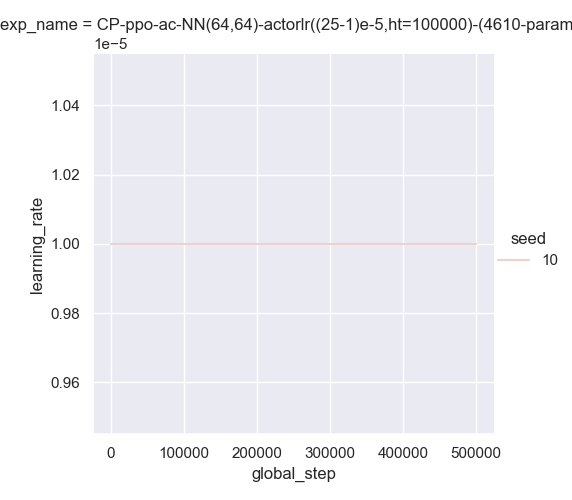 exp_name = CP-ppo-ac-NN(64,64)-actorlr((25-1)e-5,ht=100000)-(4610-param
1e−5
1.04
1.02
1.00
0.98
0.96
learning_rate
0
100000
200000
300000
400000
500000
global_step
seed
10